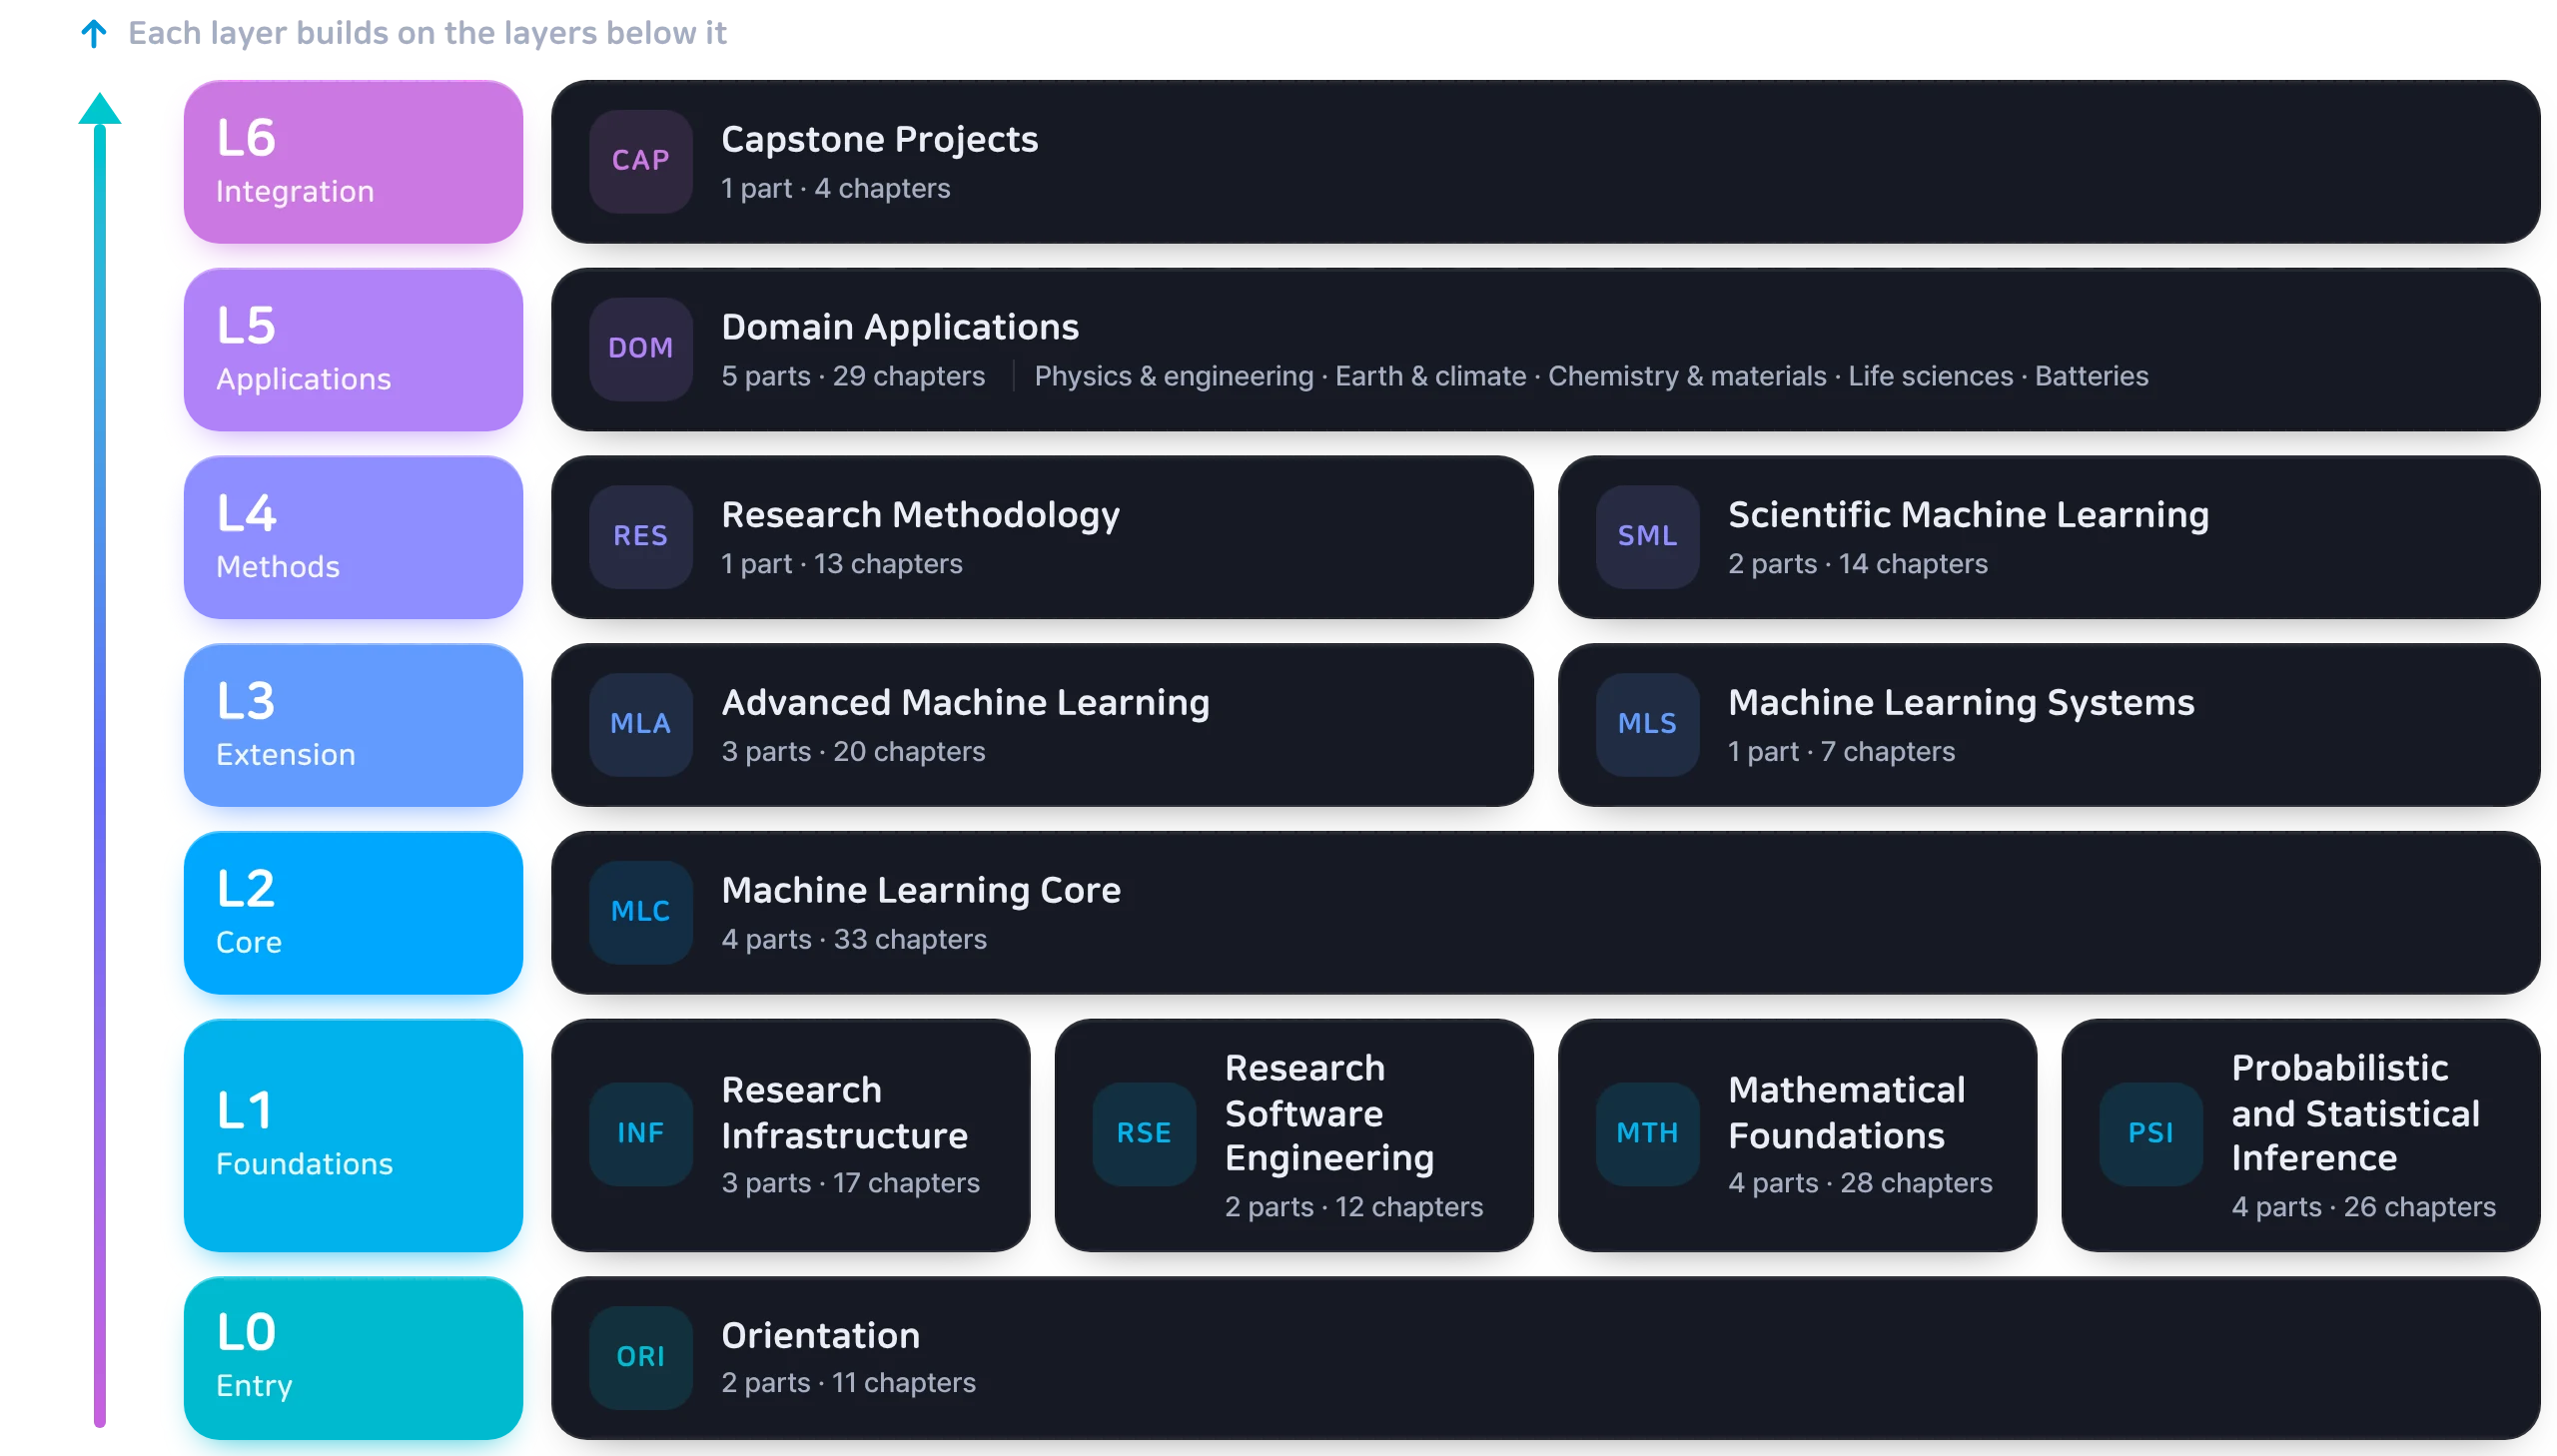 Each layer builds on the layers below it
L6
Integration
CAP
Capstone Projects
1 part · 4 chapters
L5
Applications
DOM
Domain Applications
5 parts · 29 chapters
Physics & engineering · Earth & climate · Chemistry & materials · Life sciences · Batteries
L4
Methods
RES
Research Methodology
1 part · 13 chapters
SML
Scientific Machine Learning
2 parts · 14 chapters
L3
Extension
MLA
Advanced Machine Learning
3 parts · 20 chapters
MLS
Machine Learning Systems
1 part · 7 chapters
L2
Core
MLC
Machine Learning Core
4 parts · 33 chapters
L1
Foundations
INF
Research
Infrastructure
3 parts · 17 chapters
RSE
Research
Software
Engineering
2 parts · 12 chapters
MTH
Mathematical
Foundations
4 parts · 28 chapters
PSI
Probabilistic
and Statistical
Inference
4 parts · 26 chapters
L0
Entry
ORI
Orientation
2 parts · 11 chapters